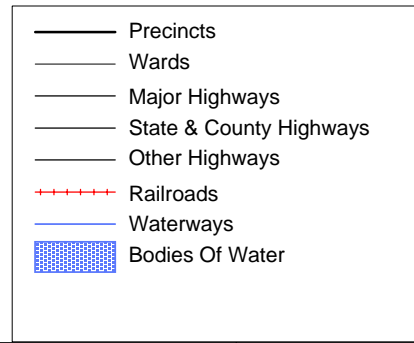 Precincts
Wards
Major Highways
State & County Highways
Other Highways
Railroads
Waterways
Bodies Of Water